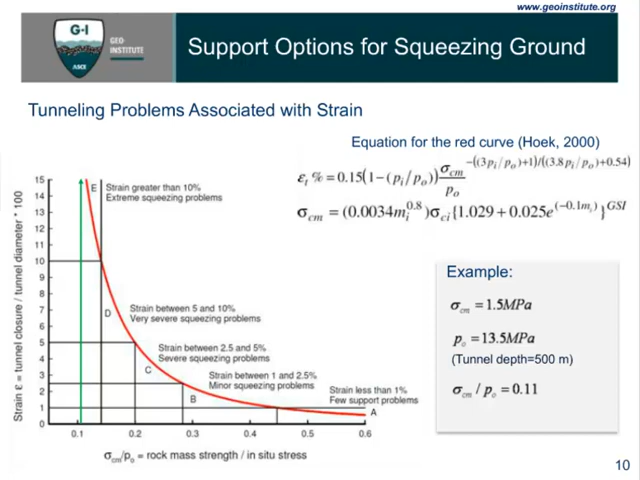 www.geoinstitute.org
G-I
ASCE
GEO
INSTITUTE
Support Options for Squeezing Ground
Tunneling Problems Associated with Strain
Equation for the red curve (Hoek, 2000)
ε_t % = 0.15(1−(p_i/p_o)) σ_cm/p_o ^−((3p_i/p_o)+1)/((3.8p_i/p_o)+0.54)
σ_cm = (0.0034m_i^0.8)σ_ci{1.029 + 0.025e^(−0.1m_i)}^GSI
Strain ε = tunnel closure / tunnel diameter * 100
15
14
13
12
11
10
9
8
7
6
5
4
3
2
1
0
E
Strain greater than 10%
Extreme squeezing problems
D
Strain between 5 and 10%
Very severe squeezing problems
Strain between 2.5 and 5%
Severe squeezing problems
C
Strain between 1 and 2.5%
Minor squeezing problems
B
Strain less than 1%
Few support problems
A
0.1 0.2 0.3 0.4 0.5 0.6
σ_cm/p_o = rock mass strength / in situ stress
Example:
σ_cm = 1.5MPa
p_o = 13.5MPa
(Tunnel depth=500 m)
σ_cm / p_o = 0.11
10